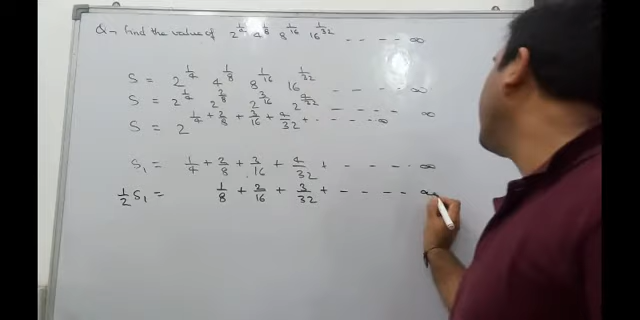 Q→ Find the value of 2^{1/4} 4^{1/8} 8^{1/16} 16^{1/32} - - - - ∞
S = 2^{1/4} 4^{1/8} 8^{1/16} 16^{1/32} - - - - - ∞
S = 2^{1/4} 2^{2/8} 2^{3/16} 2^{4/32} - - - - - ∞
S = 2^{1/4 + 2/8 + 3/16 + 4/32 + - - - - ∞}
S₁ = 1/4 + 2/8 + 3/16 + 4/32 + - - - - ∞
1/2 S₁ = 1/8 + 2/16 + 3/32 + - - - - ∞